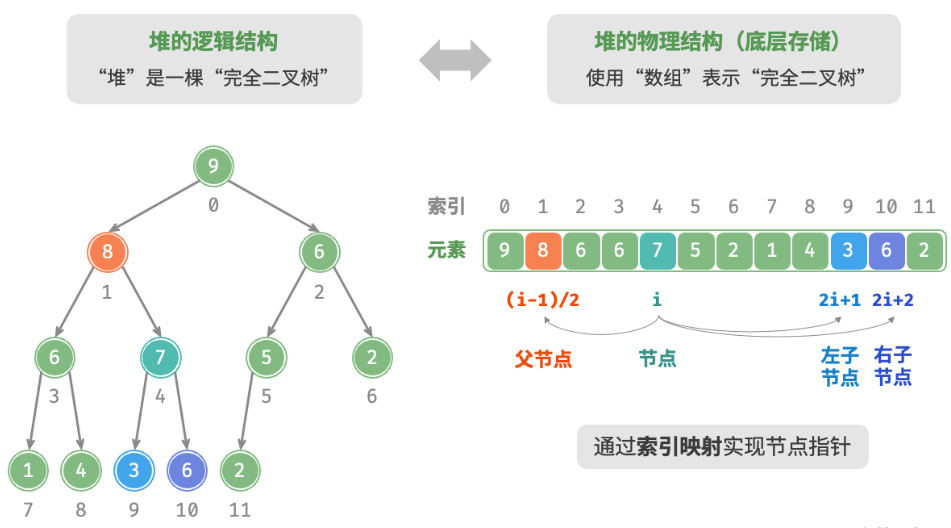 堆的逻辑结构
“堆”是一棵“完全二叉树”
堆的物理结构（底层存储）
使用“数组”表示“完全二叉树”
9
0
8
6
1
2
6
7
5
2
3
4
5
6
1
4
3
6
2
7
8
9
10
11
索引 0 1 2 3 4 5 6 7 8 9 10 11
元素 9 8 6 6 7 5 2 1 4 3 6 2
(i-1)/2 i 2i+1 2i+2
父节点 节点
左子
节点
右子
节点
通过索引映射实现节点指针